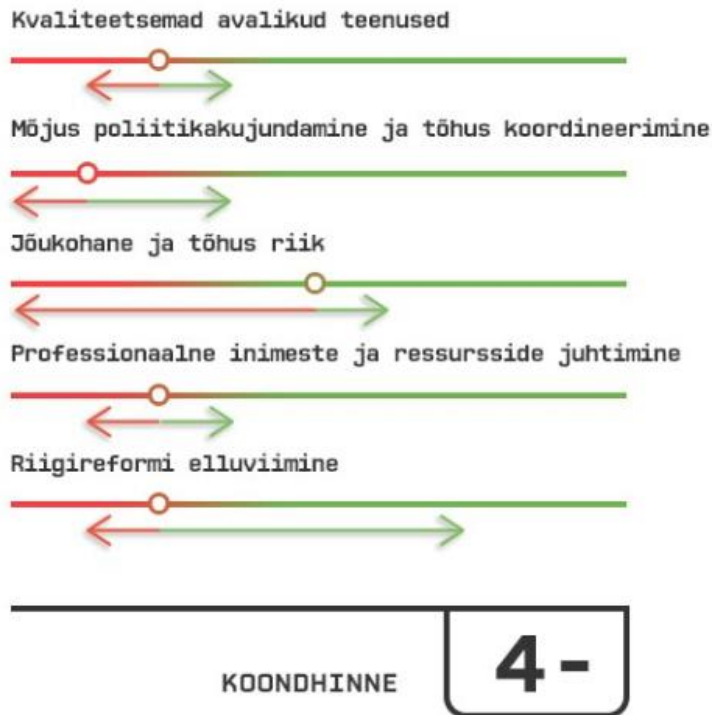 Kvaliteetsemad avalikud teenused
Mõjus poliitikakujundamine ja tõhus koordineerimine
Jõukohane ja tõhus riik
Professionaalne inimeste ja ressursside juhtimine
Riigireformi elluviimine
KOONDHINNE
4-